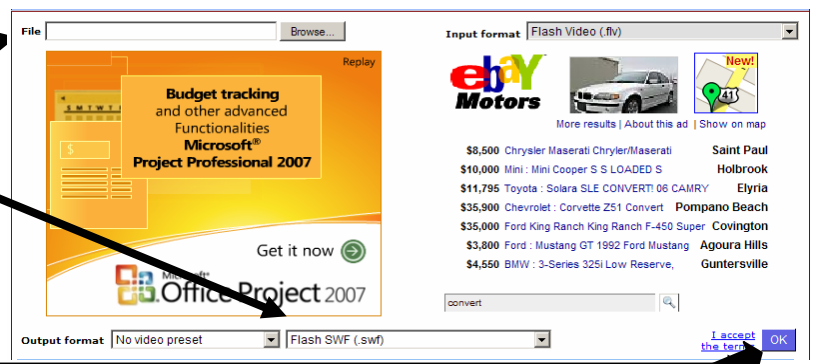 File Browse... Input format Flash Video (.flv)
Replay
Budget tracking
and other advanced
Functionalities
Microsoft®
Project Professional 2007
S M T W T
$
Get it now
Microsoft®
Office Project 2007
ebaY
Motors
New!
41
More results | About this ad | Show on map
$8,500 Chrysler Maserati Chryler/Maserati Saint Paul
$10,000 Mini : Mini Cooper S S LOADED S Holbrook
$11,795 Toyota : Solara SLE CONVERT! 06 CAMRY Elyria
$35,900 Chevrolet : Corvette Z51 Convert Pompano Beach
$35,000 Ford King Ranch King Ranch F-450 Super Covington
$3,800 Ford : Mustang GT 1992 Ford Mustang Agoura Hills
$4,550 BMW : 3-Series 325i Low Reserve, Guntersville
convert
Output format No video preset Flash SWF (.swf)
I accept
the terms
OK